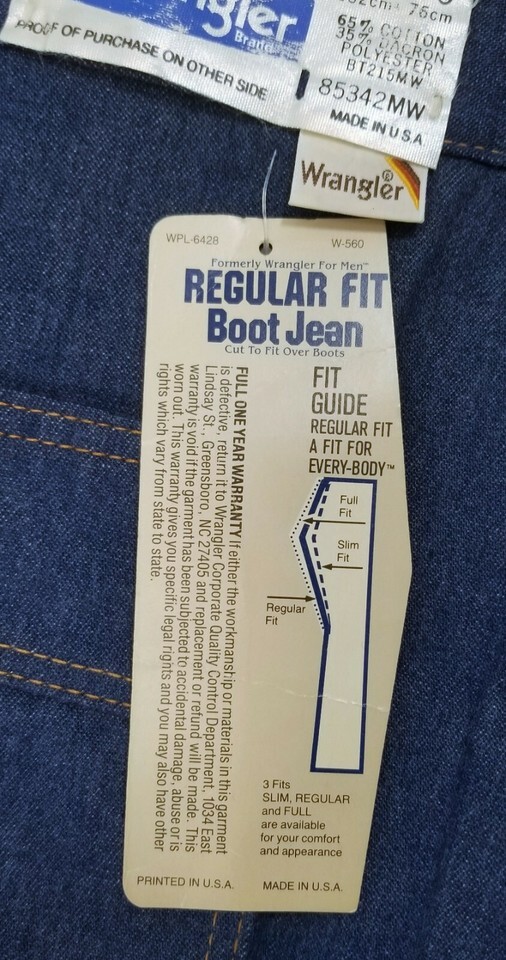 Wrangler
Brand
PROOF OF PURCHASE ON OTHER SIDE
75cm
65% COTTON
35% DACRON
POLYESTER
BT215MW
85342MW
MADE IN U.S.A
Wrangler®
WPL-6428 W-560
Formerly Wrangler For Men™
REGULAR FIT
Boot Jean
Cut To Fit Over Boots
FIT
GUIDE
REGULAR FIT
A FIT FOR
EVERY-BODY™
Full
Fit
Slim
Fit
Regular
Fit
3 Fits
SLIM, REGULAR
and FULL
are available
for your comfort
and appearance
FULL ONE YEAR WARRANTY If either the workmanship or materials in this garment
is defective, return it to Wrangler Corporate Quality Control Department, 1034 East
Lindsay St., Greensboro, NC 27405 and replacement or refund will be made. This
warranty is void if the garment has been subjected to accidental damage, abuse or is
worn out. This warranty gives you specific legal rights and you may also have other
rights which vary from state to state.
PRINTED IN U.S.A. MADE IN U.S.A.